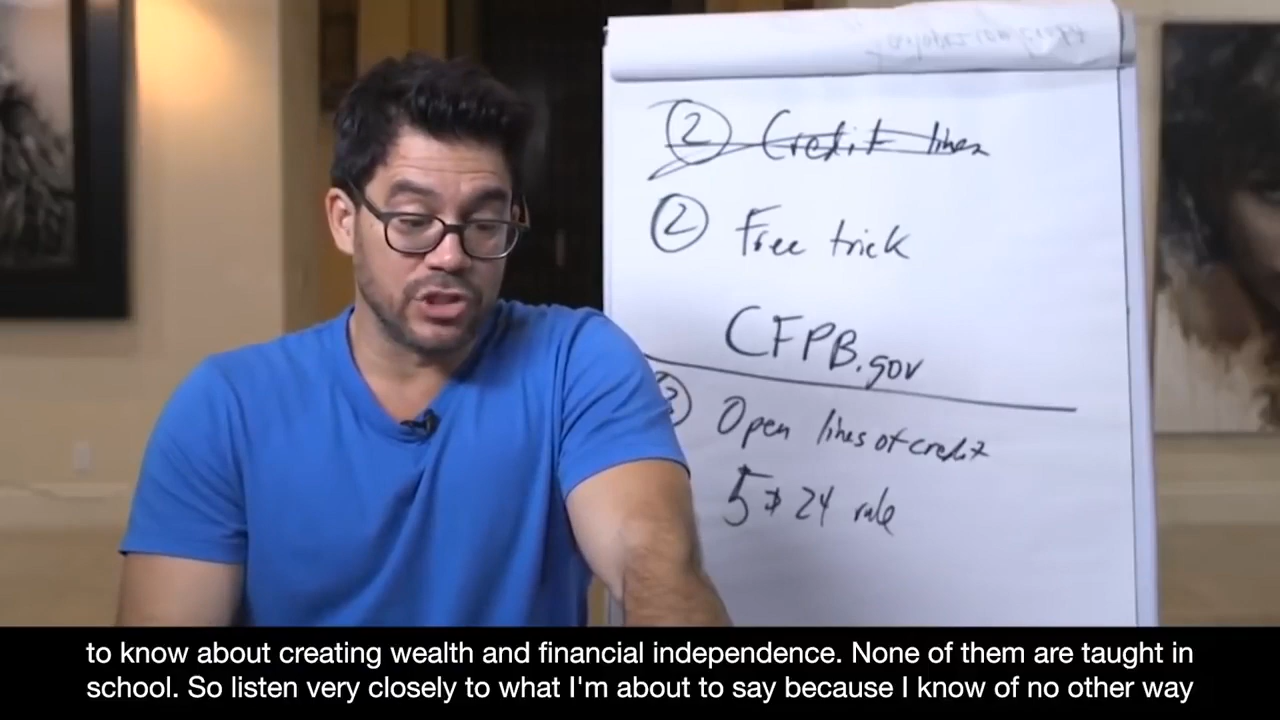 ② Credit lines
② Free trick
CFPB.gov
Open lines of credit
5 24 rule
to know about creating wealth and financial independence. None of them are taught in
school. So listen very closely to what I'm about to say because I know of no other way